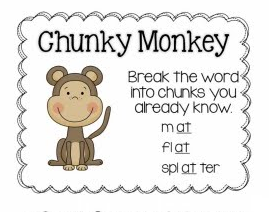 Chunky Monkey
Break the word
into chunks you
already know.
m at
fl at
spl at ter